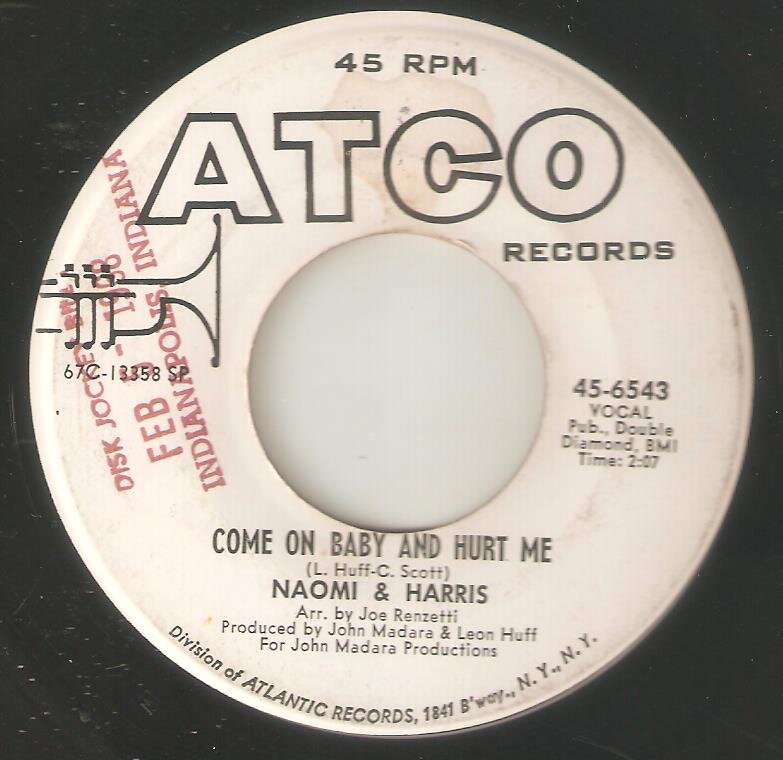 45 RPM
ATCO
RECORDS
67C-13358 SP
DISK JOCKEY
FEB - 1968
INDIANAPOLIS, INDIANA
45-6543
VOCAL
Pub., Double
Diamond, BMI
Time: 2:07
COME ON BABY AND HURT ME
(L. Huff-C. Scott)
NAOMI & HARRIS
Arr. by Joe Renzetti
Produced by John Madara & Leon Huff
For John Madara Productions
Division of ATLANTIC RECORDS, 1841 B'way., N.Y., N.Y.